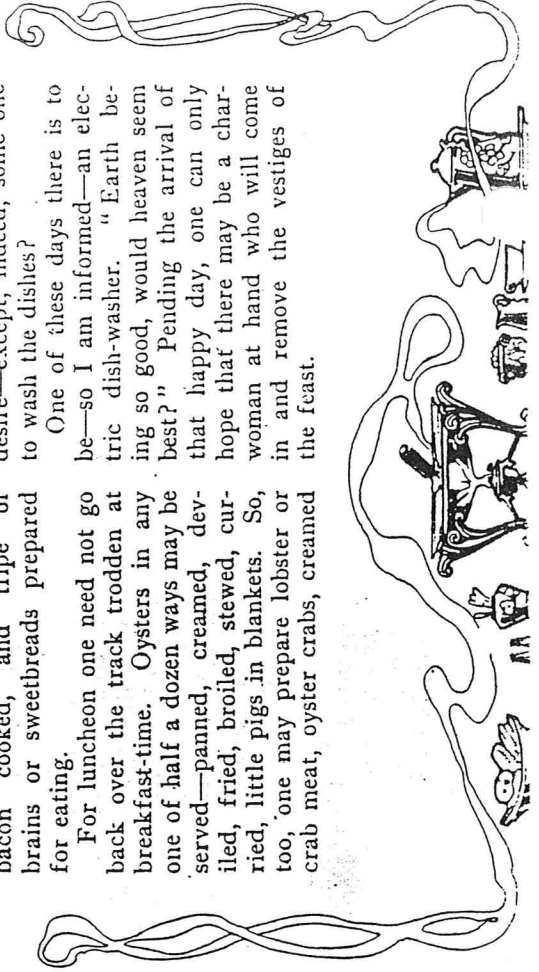 bacon cooked, and tripe or
brains or sweetbreads prepared
for eating.
For luncheon one need not go
back over the track trodden at
breakfast-time. Oysters in any
one of half a dozen ways may be
served—panned, creamed, dev-
iled, fried, broiled, stewed, cur-
ried, little pigs in blankets. So,
too, one may prepare lobster or
crab meat, oyster crabs, creamed
desire—except, indeed, some one
to wash the dishes?
One of these days there is to
be—so I am informed—an elec-
tric dish-washer. "Earth be-
ing so good, would heaven seem
best?" Pending the arrival of
that happy day, one can only
hope that there may be a char-
woman at hand who will come
in and remove the vestiges of
the feast.